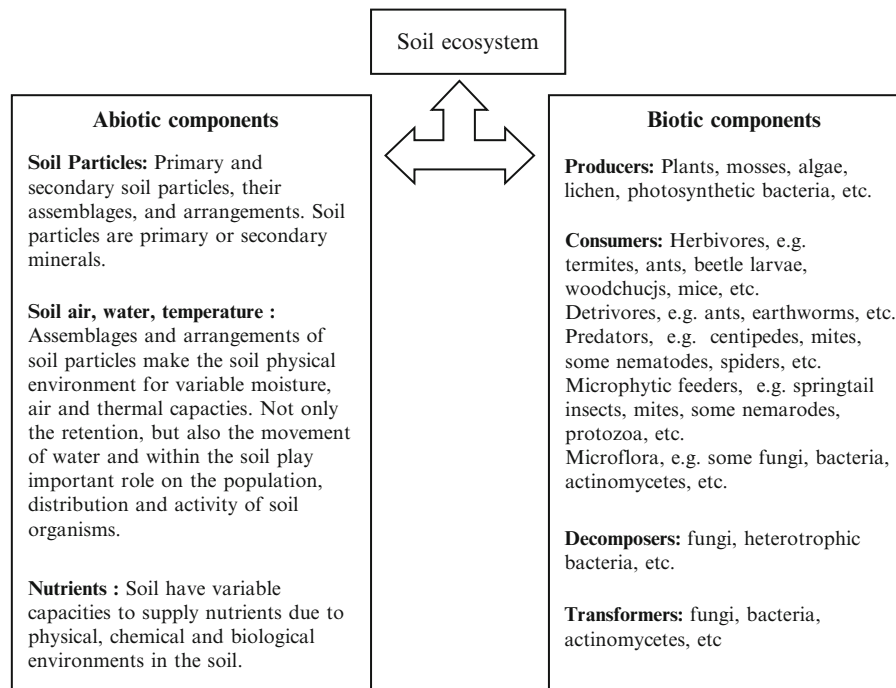 Soil ecosystem
Abiotic components
Soil Particles: Primary and
secondary soil particles, their
assemblages, and arrangements. Soil
particles are primary or secondary
minerals.
Soil air, water, temperature :
Assemblages and arrangements of
soil particles make the soil physical
environment for variable moisture,
air and thermal capacties. Not only
the retention, but also the movement
of water and within the soil play
important role on the population,
distribution and activity of soil
organisms.
Nutrients : Soil have variable
capacities to supply nutrients due to
physical, chemical and biological
environments in the soil.
Biotic components
Producers: Plants, mosses, algae,
lichen, photosynthetic bacteria, etc.
Consumers: Herbivores, e.g.
termites, ants, beetle larvae,
woodchucjs, mice, etc.
Detrivores, e.g. ants, earthworms, etc.
Predators, e.g. centipedes, mites,
some nematodes, spiders, etc.
Microphytic feeders, e.g. springtail
insects, mites, some nemarodes,
protozoa, etc.
Microflora, e.g. some fungi, bacteria,
actinomycetes, etc.
Decomposers: fungi, heterotrophic
bacteria, etc.
Transformers: fungi, bacteria,
actinomycetes, etc